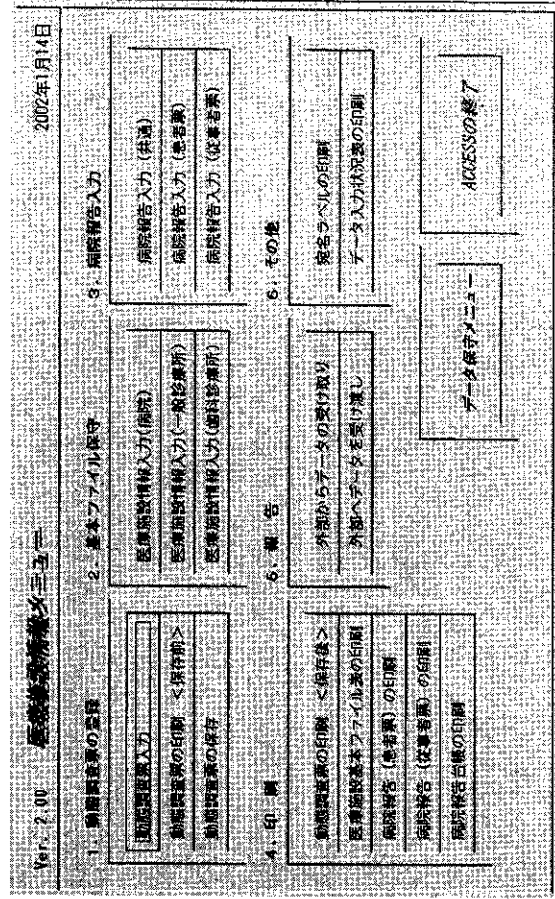 Ver. 2.00 医療施設情報メニュー 2002年1月14日
1. 動態調査票の登録
動態調査票入力
動態調査票の印刷 <保存前>
動態調査票の保存
2. 基本ファイル保守
医療施設情報入力(病院)
医療施設情報入力(一般診療所)
医療施設情報入力(歯科診療所)
3. 病院報告入力
病院報告入力(共通)
病院報告入力(患者票)
病院報告入力(従事者票)
4. 印 刷
動態調査票の印刷 <保存後>
医療施設基本ファイル表の印刷
病院報告(患者票)の印刷
病院報告(従事者票)の印刷
病院報告台帳の印刷
5. 報 告
外部からデータの受け取り
外部へデータを受け渡し
6. その他
宛名ラベルの印刷
データ入力状況表の印刷
データ保守メニュー
ACCESSの終了